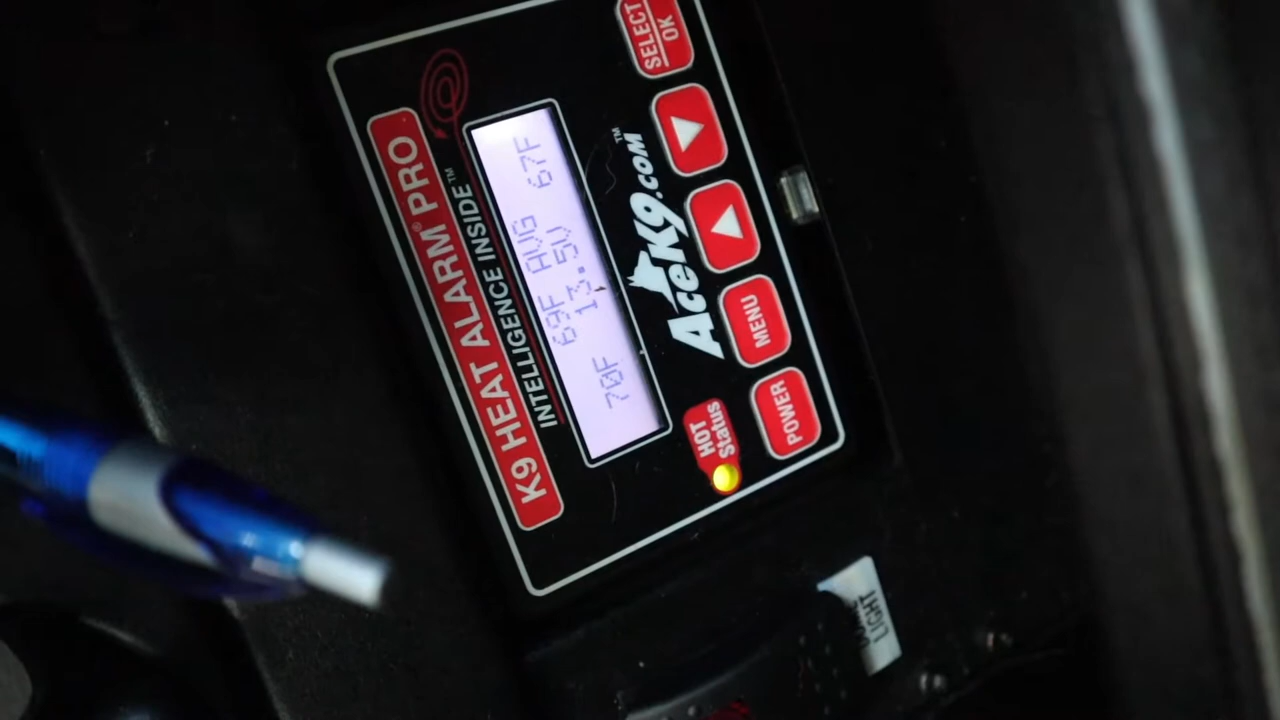 K9 HEAT ALARM® PRO
INTELLIGENCE INSIDE™
69F AVG
70F 13.5V 67F
AceK9.com™
HOT
Status
POWER
MENU
SELECT
OK
LIGHT